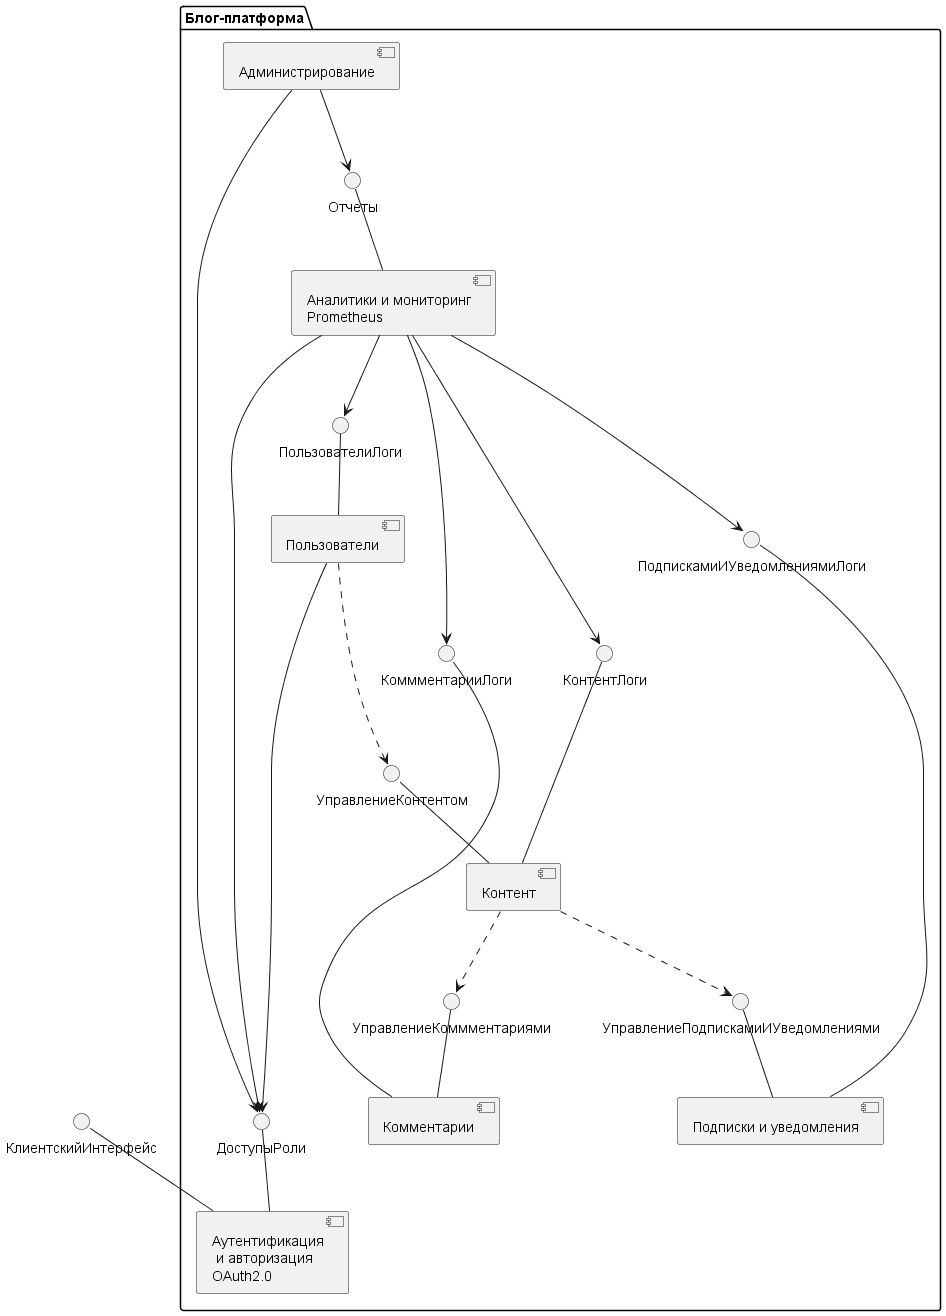 Блог-платформа
Администрирование
Отчеты
Аналитики и мониторинг
Prometheus
ПользователиЛоги
Пользователи
ПодпискамиИУведомлениямиЛоги
КоммментарииЛоги
КонтентЛоги
УправлениеКонтентом
Контент
УправлениеКоммментариями
УправлениеПодпискамиИУведомлениями
Комментарии
Подписки и уведомления
КлиентскийИнтерфейс
ДоступыРоли
Аутентификация
и авторизация
OAuth2.0